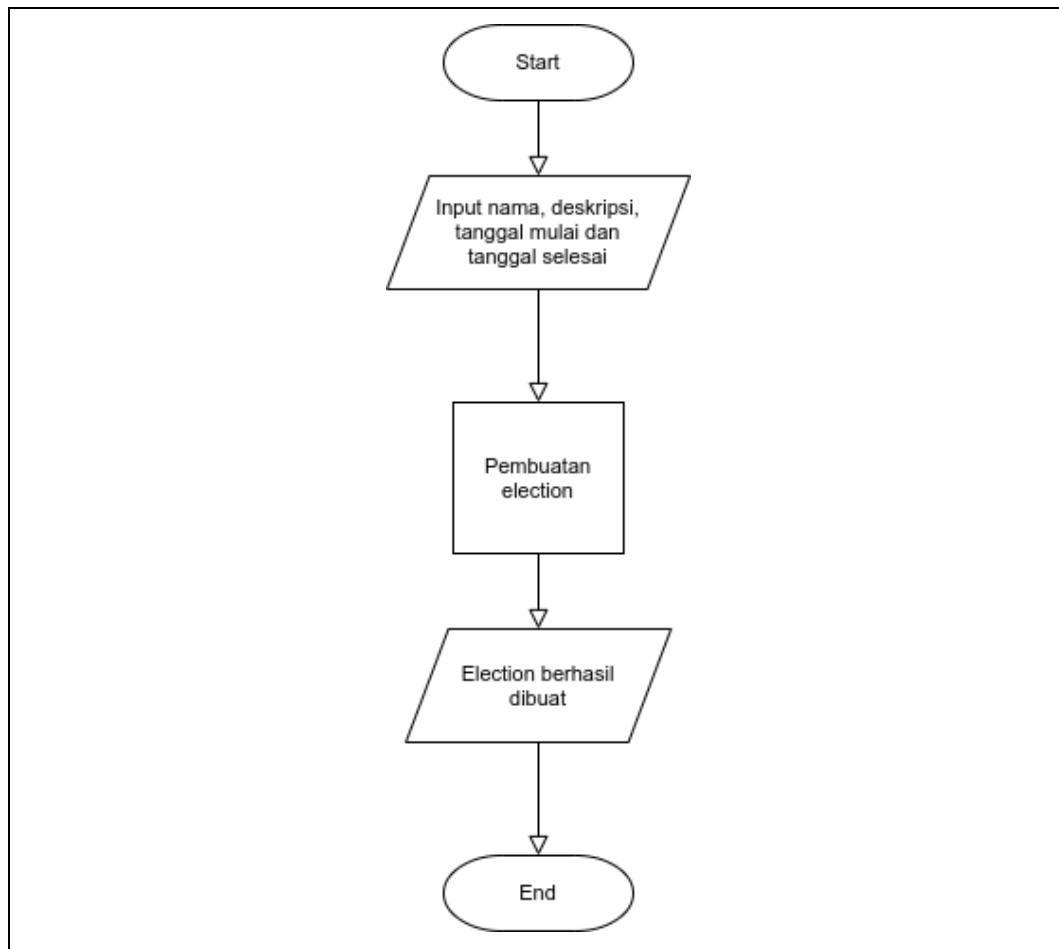 Start
Input nama, deskripsi,
tanggal mulai dan
tanggal selesai
Pembuatan
election
Election berhasil
dibuat
End